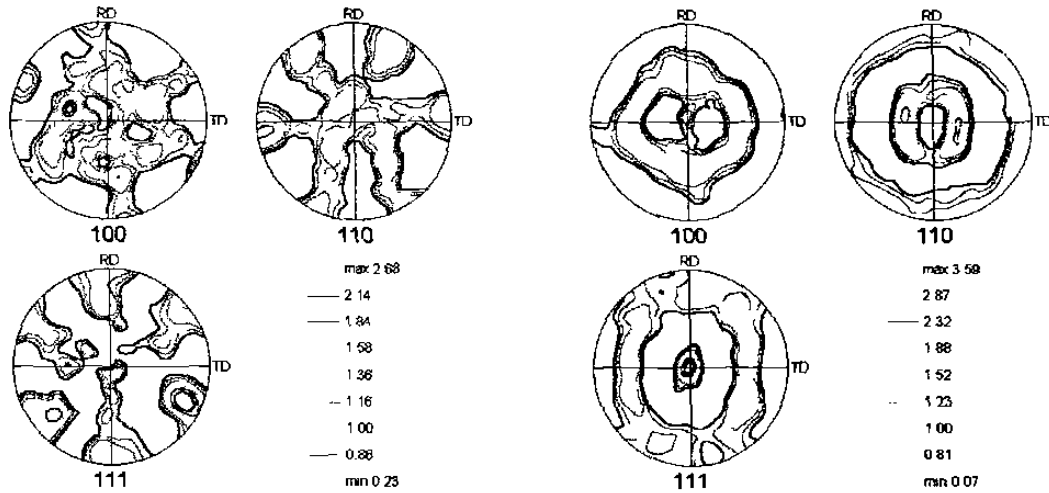 RD
TD
100
RD
TD
110
RD
TD
111
max 2.68
2.14
1.84
1.58
1.36
1.16
1.00
0.86
min 0.23
RD
TD
100
RD
TD
110
RD
TD
111
max 3.59
2.87
2.32
1.88
1.52
1.23
1.00
0.81
min 0.07